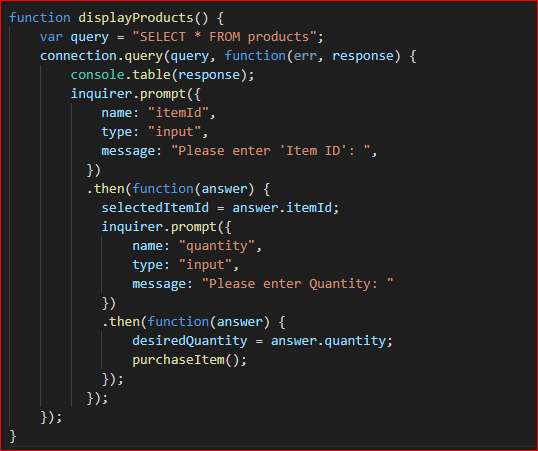 function displayProducts() {
    var query = "SELECT * FROM products";
    connection.query(query, function(err, response) {
        console.table(response);
        inquirer.prompt({
            name: "itemId",
            type: "input",
            message: "Please enter 'Item ID': ",
          })
          .then(function(answer) {
            selectedItemId = answer.itemId;
            inquirer.prompt({
                name: "quantity",
                type: "input",
                message: "Please enter Quantity: "
            })
            .then(function(answer) {
                desiredQuantity = answer.quantity;
                purchaseItem();
            });
          });
    });
}